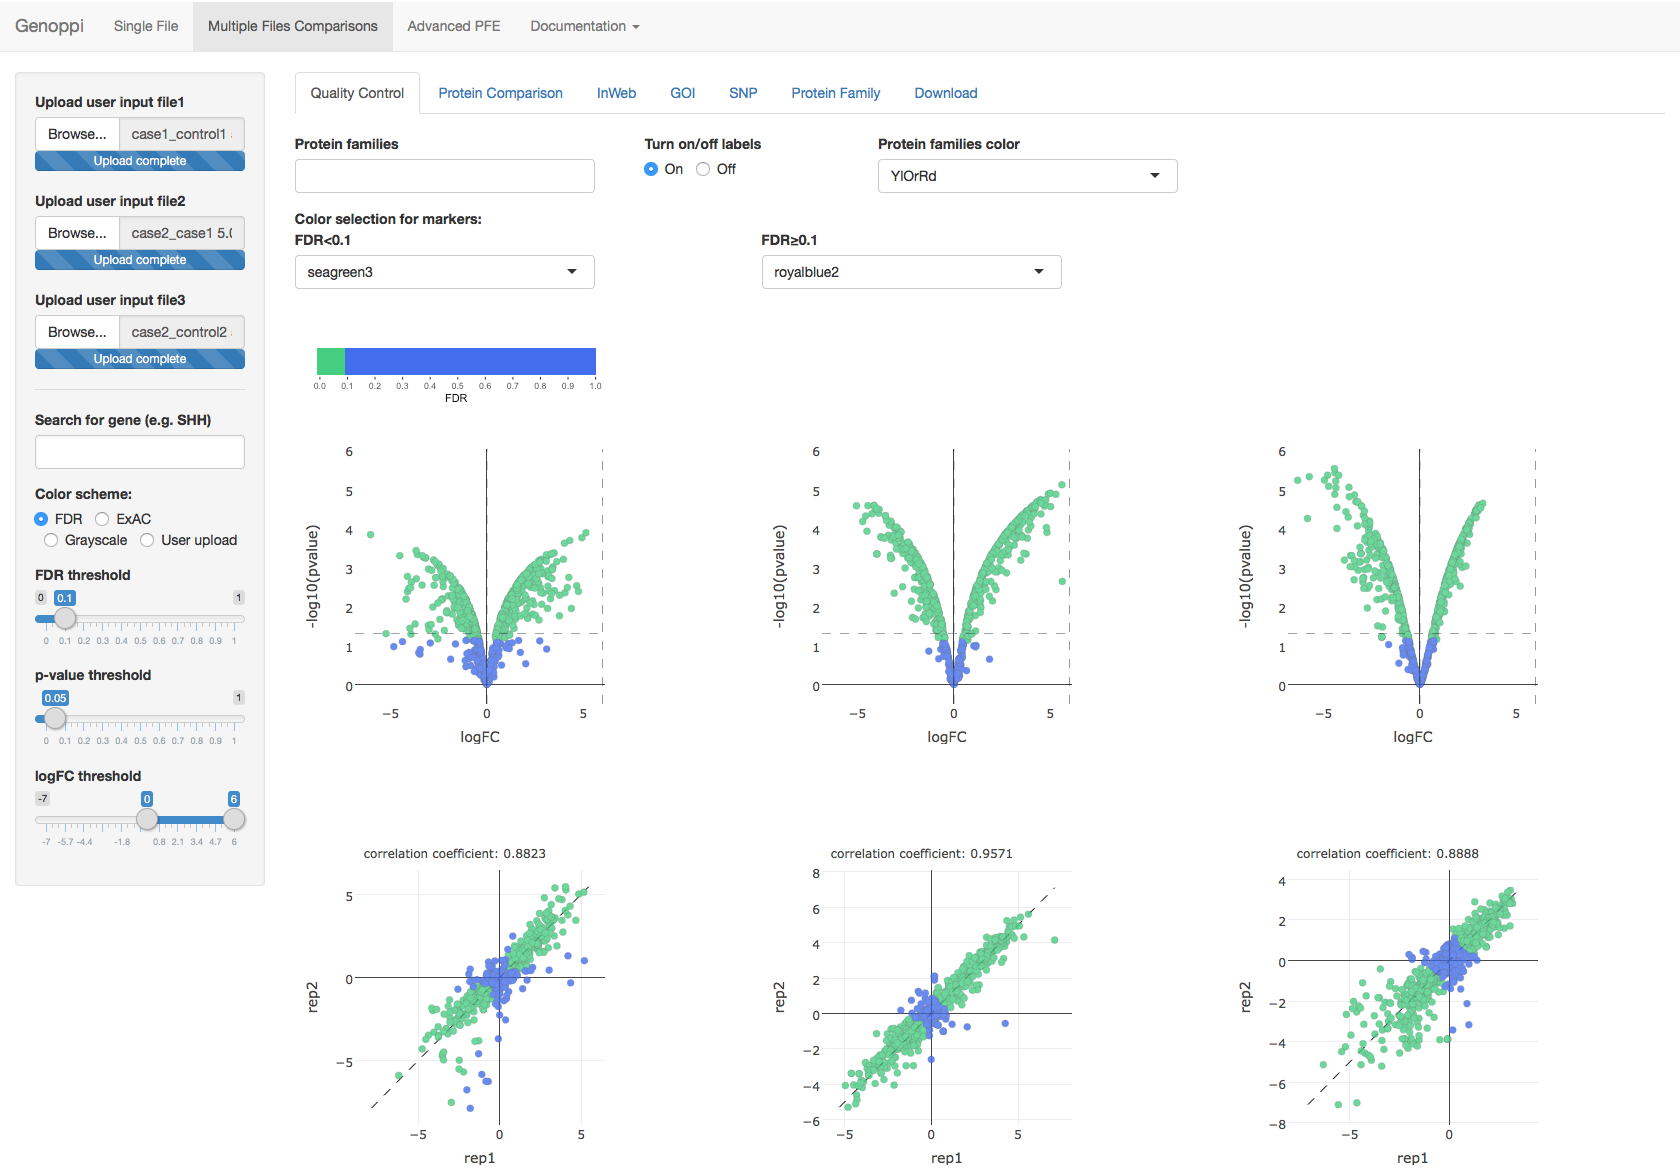 Genoppi Single File Multiple Files Comparisons Advanced PFE Documentation
Upload user input file1
Browse... case1_control1
Upload complete
Upload user input file2
Browse... case2_case1 5.0
Upload complete
Upload user input file3
Browse... case2_control2
Upload complete
Search for gene (e.g. SHH)
Color scheme:
FDR ExAC
Grayscale User upload
FDR threshold
0 0.1 1
0 0.1 0.2 0.3 0.4 0.5 0.6 0.7 0.8 0.9 1
p-value threshold
0.05 1
0 0.1 0.2 0.3 0.4 0.5 0.6 0.7 0.8 0.9 1
logFC threshold
-7 0 6
-7 -5.7 -4.4 -1.8 0.8 2.1 3.4 4.7 6
Quality Control Protein Comparison InWeb GOI SNP Protein Family Download
Protein families Turn on/off labels Protein families color
On Off YlOrRd
Color selection for markers:
FDR<0.1 FDR≥0.1
seagreen3 royalblue2
0.0 0.1 0.2 0.3 0.4 0.5 0.6 0.7 0.8 0.9 1.0
FDR
6
5
4
3
2
1
0
-log10(pvalue)
−5 0 5
logFC
6
5
4
3
2
1
0
-log10(pvalue)
−5 0 5
logFC
6
5
4
3
2
1
0
-log10(pvalue)
−5 0 5
logFC
correlation coefficient: 0.8823
5
0
−5
rep2
−5 0 5
rep1
correlation coefficient: 0.9571
8
6
4
2
0
−2
−4
−6
rep2
−5 0 5
rep1
correlation coefficient: 0.8888
4
2
0
−2
−4
−6
−8
rep2
−5 0
rep1